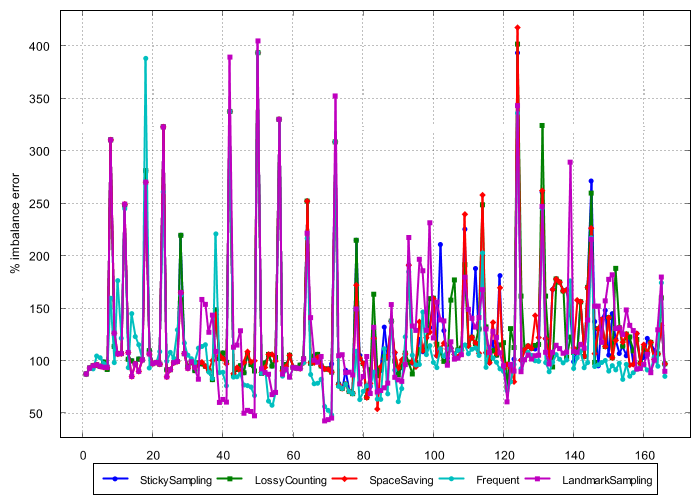 400
350
300
250
200
150
100
50
% imbalance error
0 20 40 60 80 100 120 140 160
StickySampling LossyCounting SpaceSaving Frequent LandmarkSampling